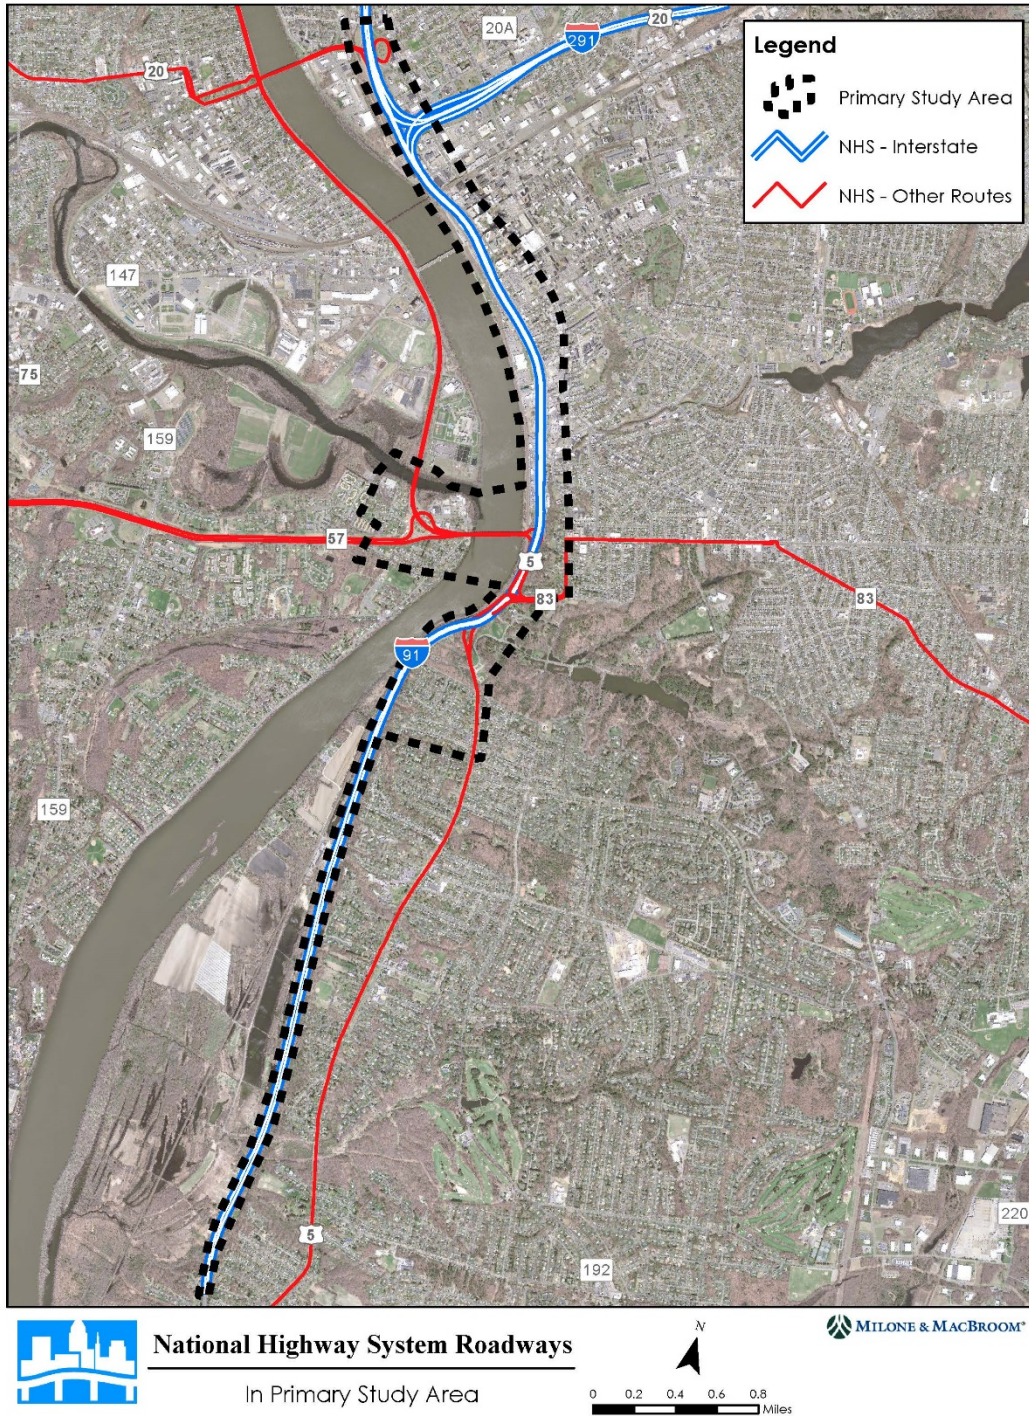 20A
20
291
20
Legend
Primary Study Area
NHS - Interstate
NHS - Other Routes
147
75
159
57
5
83
83
91
159
5
220
192
National Highway System Roadways
In Primary Study Area
N
0 0.2 0.4 0.6 0.8
Miles
MILONE & MACBROOM®